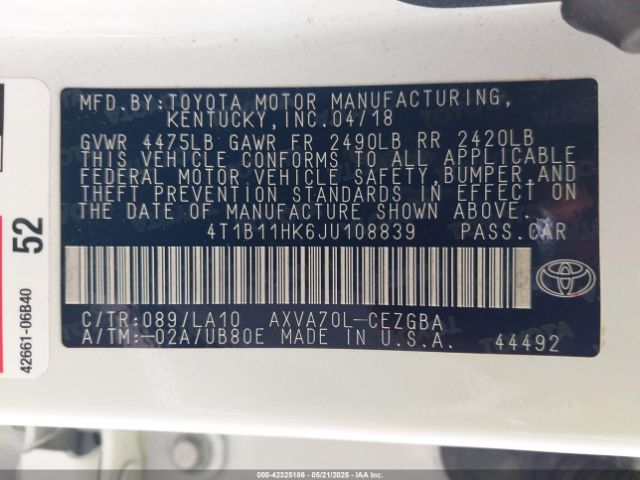 MFD.BY:TOYOTA MOTOR MANUFACTURING,
KENTUCKY,INC.04/18
GVWR 4475LB GAWR FR 2490LB RR 2420LB
THIS VEHICLE CONFORMS TO ALL APPLICABLE
FEDERAL MOTOR VEHICLE SAFETY,BUMPER,AND
THEFT PREVENTION STANDARDS IN EFFECT ON
THE DATE OF MANUFACTURE SHOWN ABOVE.
4T1B11HK6JU108839 PASS.CAR
C/TR:089/LA10 AXVA70L-CEZGBA
A/TM:-02A/UB80E MADE IN U.S.A. 44492
52
42661-06B40
TOYOTA
000-42325186 - 05/21/2025 - IAA Inc.